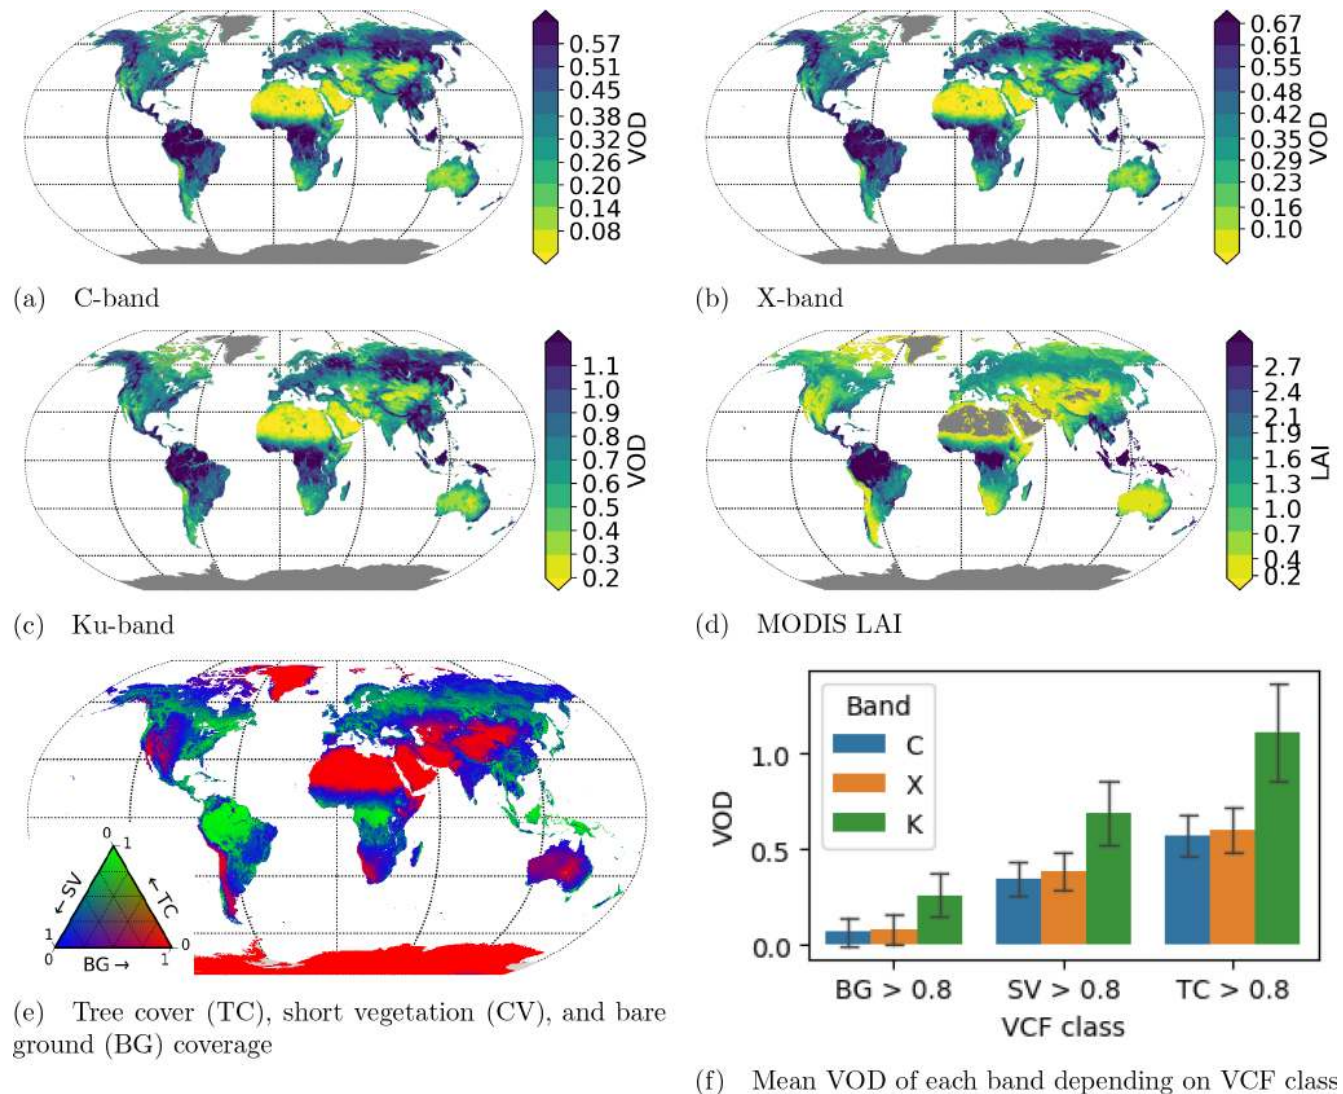 0.57
0.51
0.45
0.38
0.32
0.26
0.20
0.14
0.08
VOD
(a) C-band
0.67
0.61
0.55
0.48
0.42
0.35
0.29
0.23
0.16
0.10
VOD
(b) X-band
1.1
1.0
0.9
0.8
0.7
0.6
0.5
0.4
0.3
0.2
VOD
(c) Ku-band
2.7
2.4
2.1
1.9
1.6
1.3
1.0
0.7
0.4
0.2
LAI
(d) MODIS LAI
0 1
← SV
← TC
1 0
0 1
BG →
(e) Tree cover (TC), short vegetation (CV), and bare
ground (BG) coverage
Band
C
X
K
1.0
0.5
0.0
VOD
BG > 0.8 SV > 0.8 TC > 0.8
VCF class
(f) Mean VOD of each band depending on VCF class